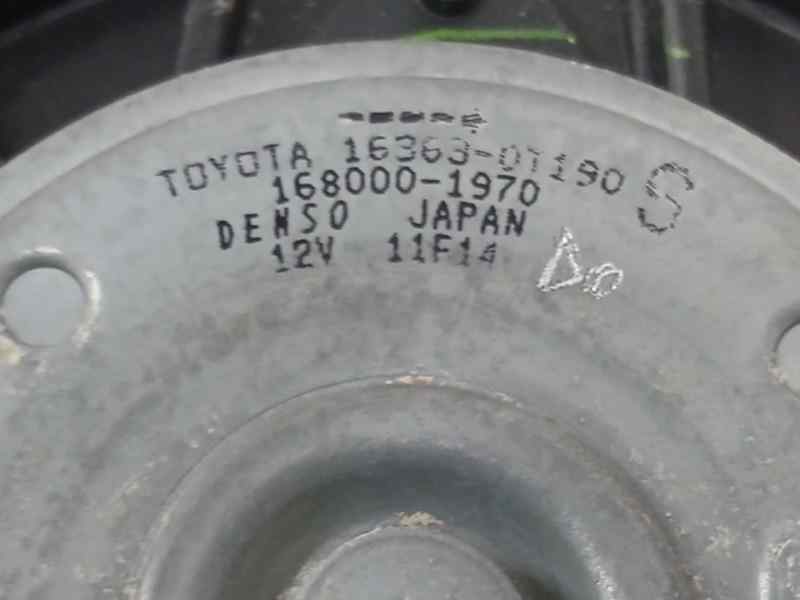 TOYOTA 16363-0T190 S
168000-1970
DENSO JAPAN
12V 11F14